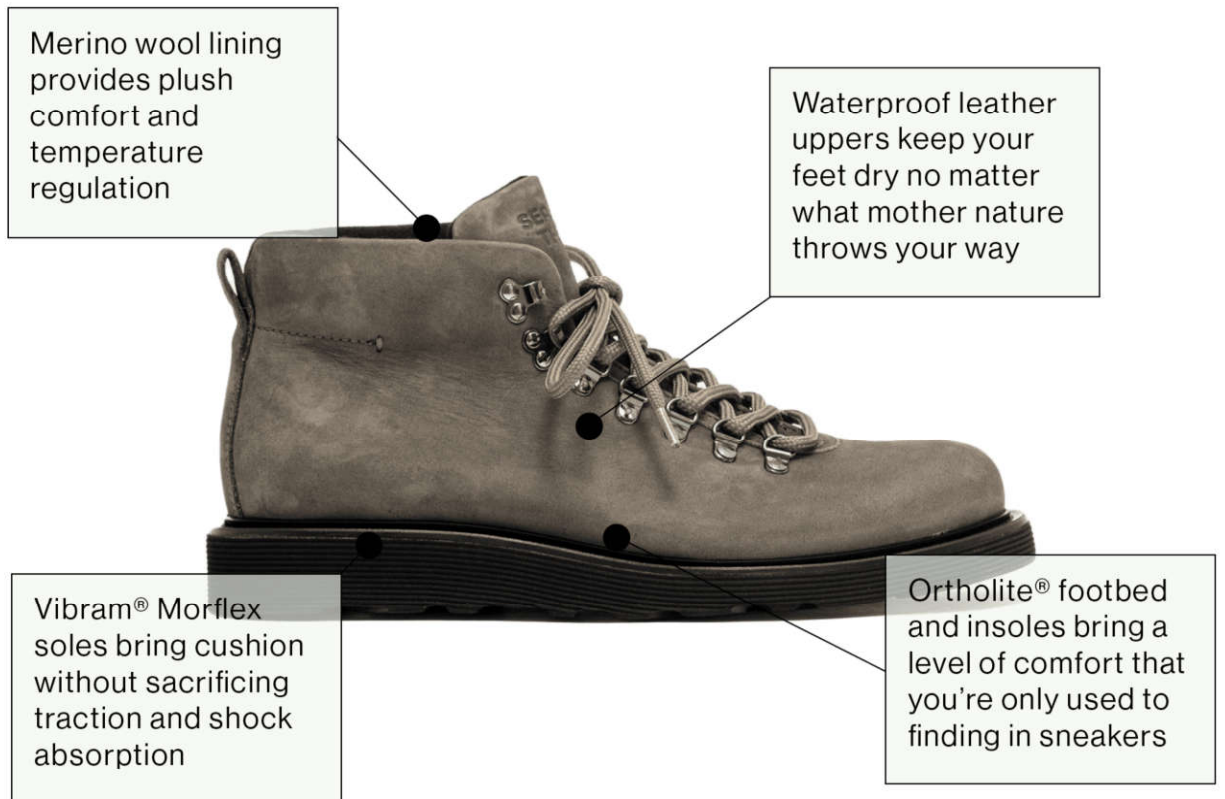 Merino wool lining
provides plush
comfort and
temperature
regulation
Waterproof leather
uppers keep your
feet dry no matter
what mother nature
throws your way
Vibram® Morflex
soles bring cushion
without sacrificing
traction and shock
absorption
Ortholite® footbed
and insoles bring a
level of comfort that
you’re only used to
finding in sneakers